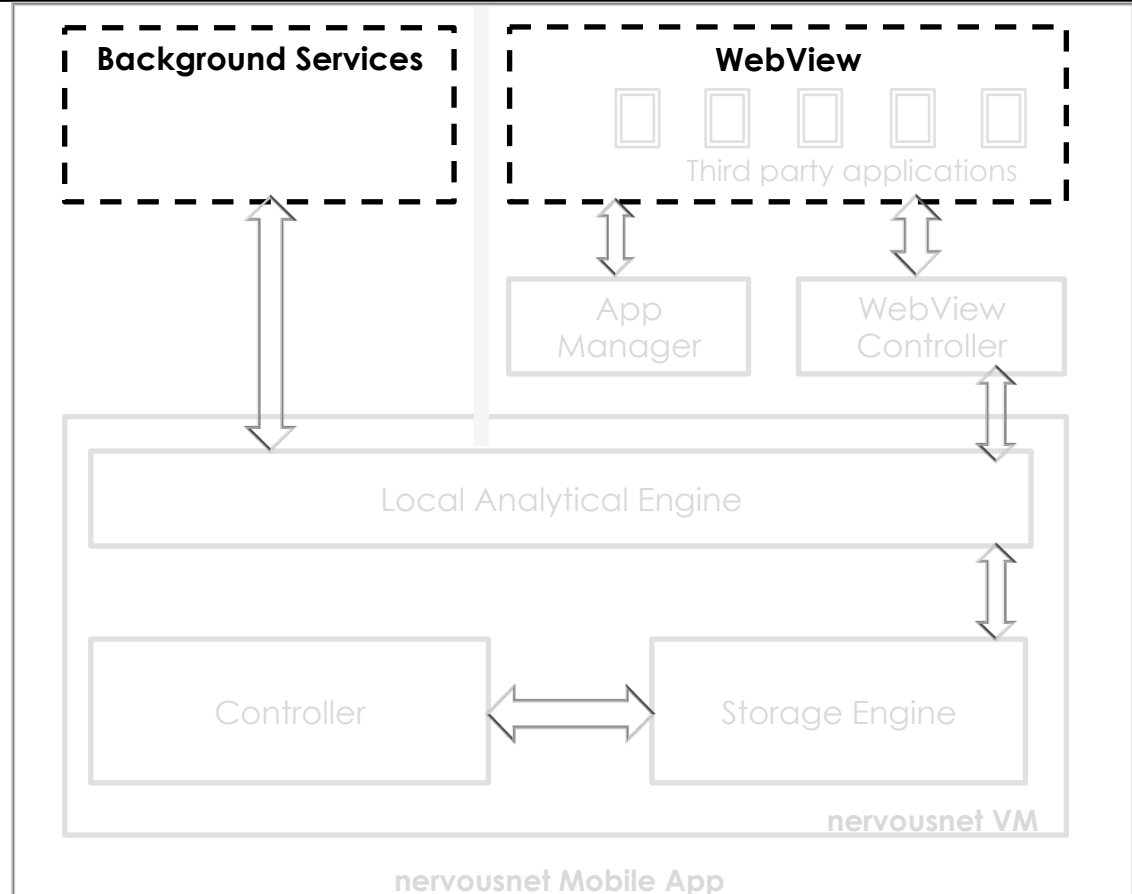 Background Services
WebView
Third party applications
App
Manager
WebView
Controller
Local Analytical Engine
Controller
Storage Engine
nervousnet VM
nervousnet Mobile App